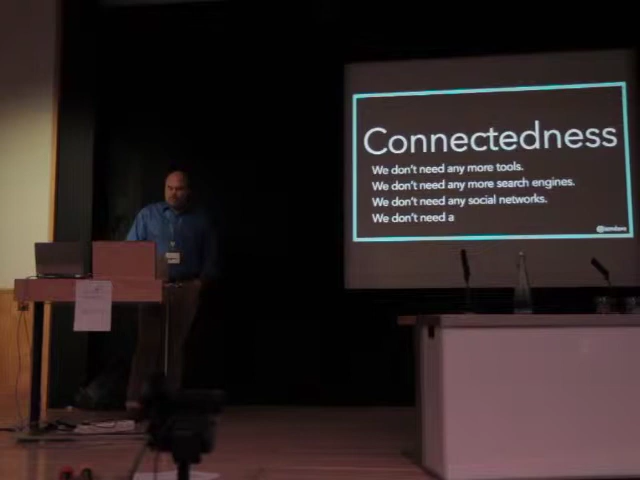 Connectedness
We don't need any more tools.
We don't need any more search engines.
We don't need any social networks.
We don't need a